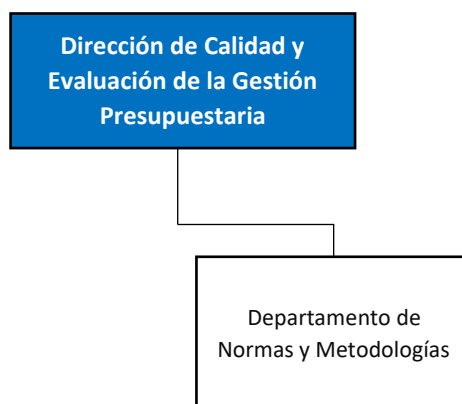 Dirección de Calidad y
Evaluación de la Gestión
Presupuestaria
Departamento de
Normas y Metodologías